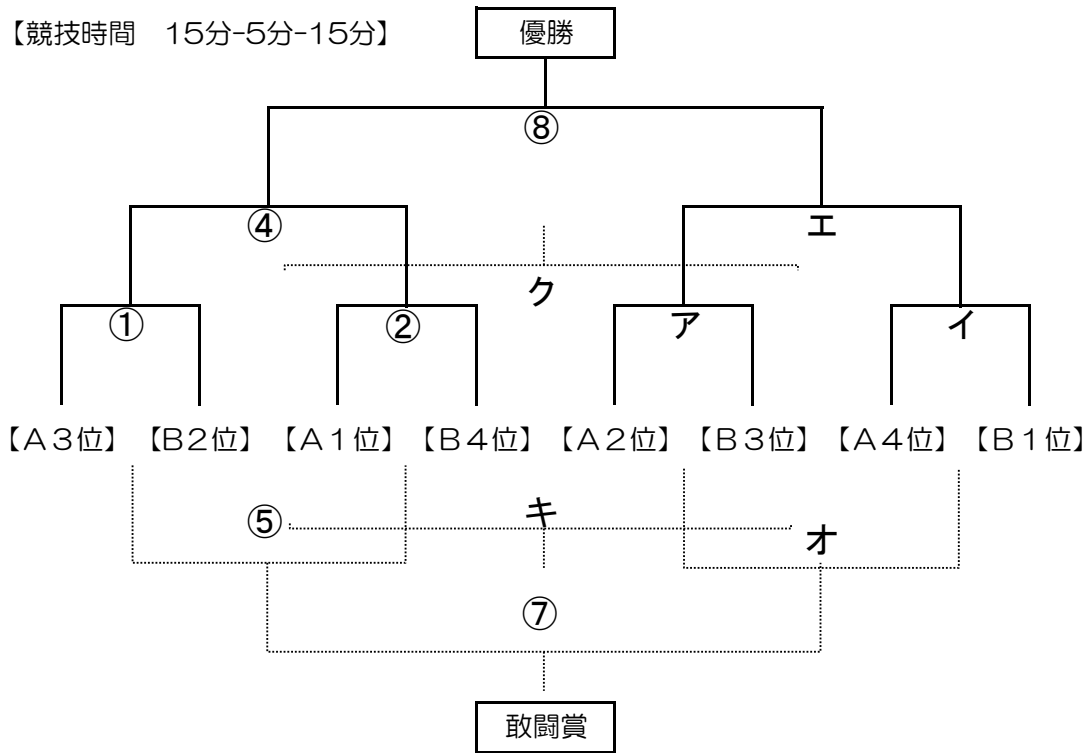 【競技時間　15分-5分-15分】
優勝
⑧
④
エ
ク
①
②
ア
イ
【A3位】 【B2位】 【A1位】 【B4位】 【A2位】 【B3位】 【A4位】 【B1位】
⑤
キ
オ
⑦
敢闘賞